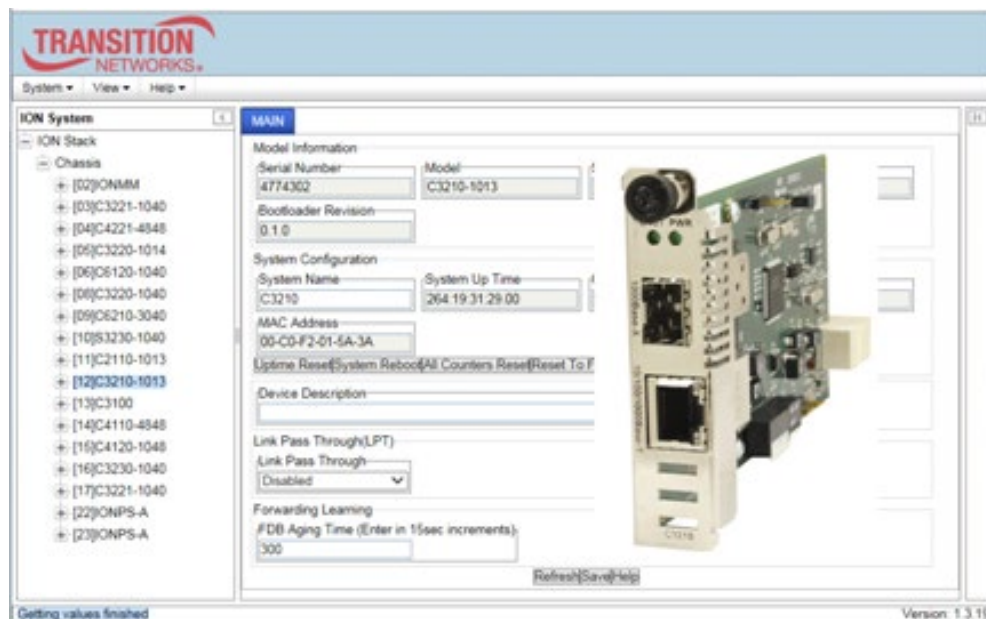 TRANSITION
NETWORKS®
System View Help
ION System
MAIN
ION Stack
Chassis
[02]IONMM
[03]C3221-1040
[04]C4221-4848
[05]C3220-1014
[06]C6120-1040
[08]C3220-1040
[09]C6210-3040
[10]S3230-1040
[11]C2110-1013
[12]C3210-1013
[13]C3100
[14]C4110-4848
[15]C4120-1048
[16]C3230-1040
[17]C3221-1040
[22]IONPS-A
[23]IONPS-A
Model Information
Serial Number Model
4774302 C3210-1013
Bootloader Revision
0.1.0
System Configuration
System Name System Up Time
C3210 264:19:31:29.00
MAC Address
00-C0-F2-01-5A-3A
Uptime Reset System Reboot All Counters Reset Reset To F
Device Description
Link Pass Through(LPT)
Link Pass Through
Disabled
Forwarding Learning
FDB Aging Time (Enter in 15sec increments)
300
PWR
Refresh Save Help
Getting values finished
Version: 1.3.19